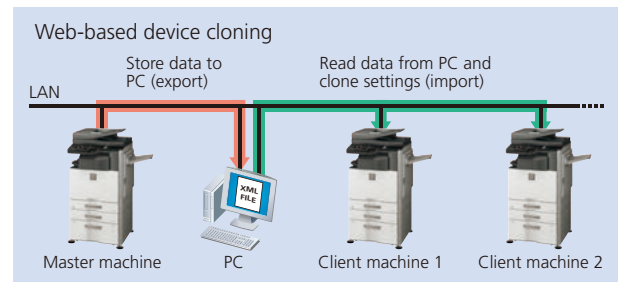 Web-based device cloning
Store data to
PC (export)
Read data from PC and
clone settings (import)
LAN
XML
FILE
Master machine
PC
Client machine 1
Client machine 2